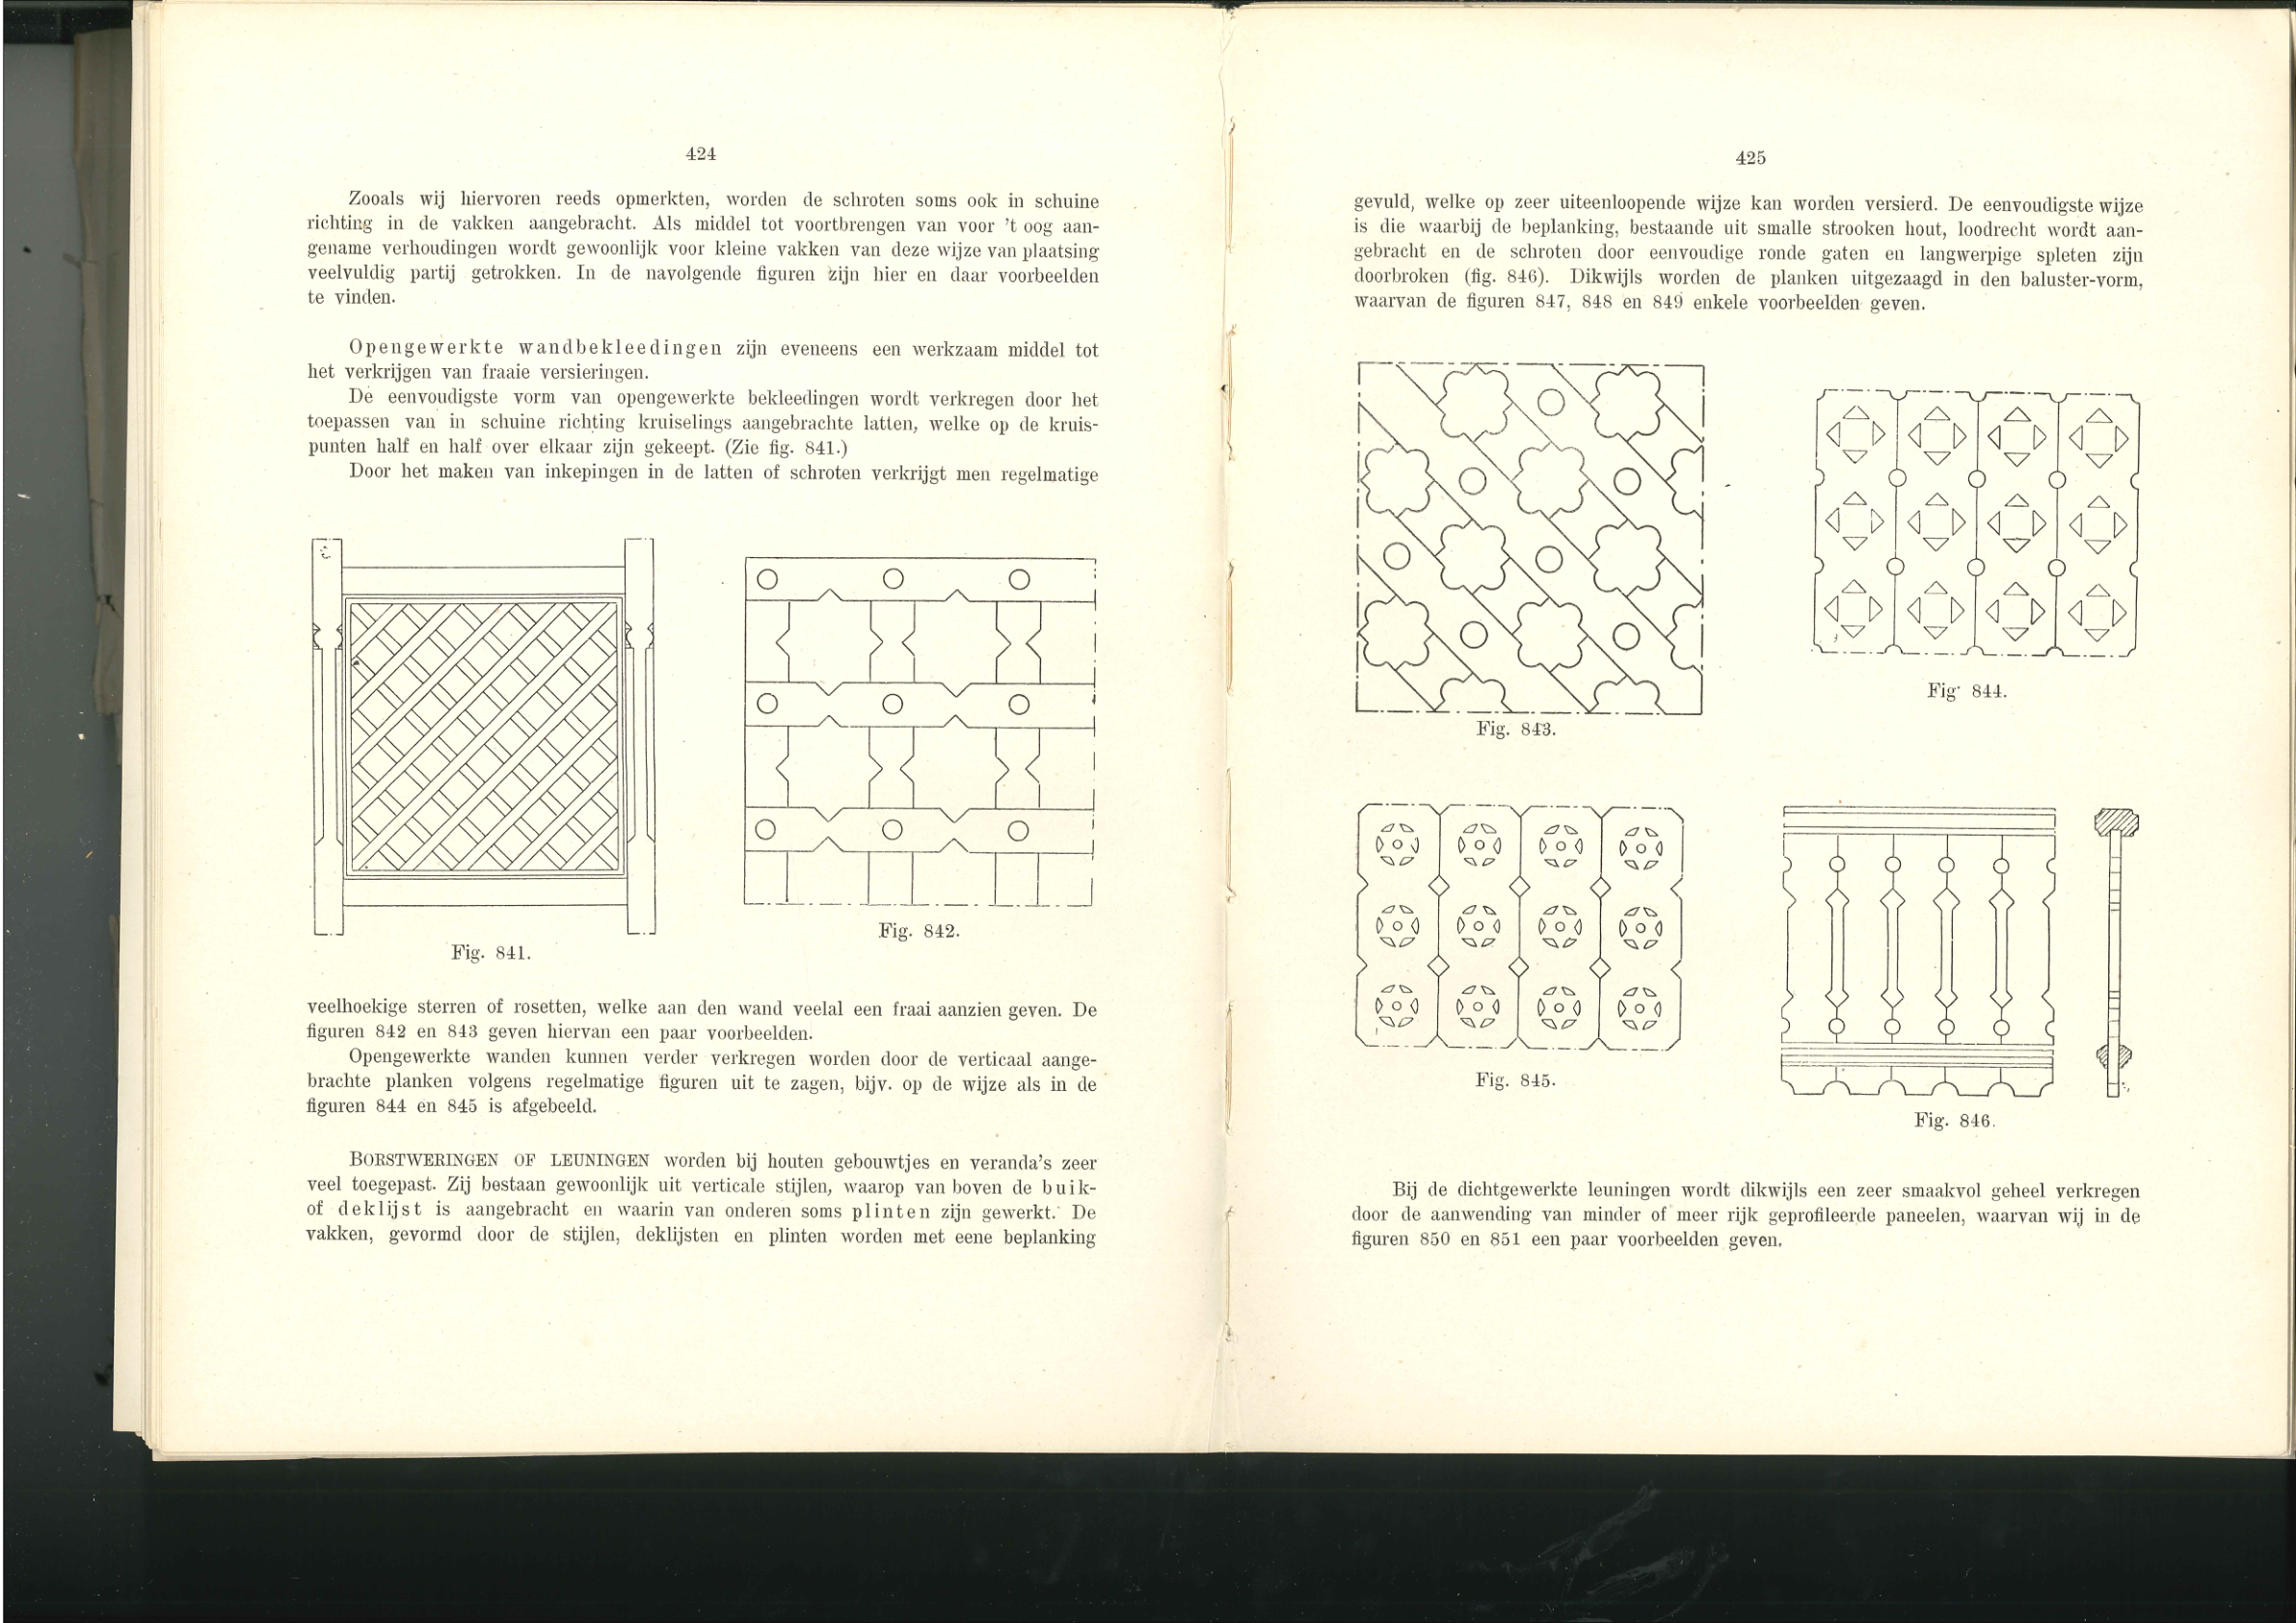 424
Zooals wij hiervoren reeds opmerkten, worden de schroten soms ook in schuine
richting in de vakken aangebracht. Als middel tot voortbrengen van voor 't oog aan-
gename verhoudingen wordt gewoonlijk voor kleine vakken van deze wijze van plaatsing
veelvuldig partij getrokken. In de navolgende figuren zijn hier en daar voorbeelden
te vinden.
Opengewerkte wandbekleedingen zijn eveneens een werkzaam middel tot
het verkrijgen van fraaie versieringen.
De eenvoudigste vorm van opengewerkte bekleedingen wordt verkregen door het
toepassen van in schuine richting kruiselings aangebrachte latten, welke op de kruis-
punten half en half over elkaar zijn gekeept. (Zie fig. 841.)
Door het maken van inkepingen in de latten of schroten verkrijgt men regelmatige
Fig. 841.
Fig. 842.
veelhoekige sterren of rosetten, welke aan den wand veelal een fraai aanzien geven. De
figuren 842 en 843 geven hiervan een paar voorbeelden.
Opengewerkte wanden kunnen verder verkregen worden door de verticaal aange-
brachte planken volgens regelmatige figuren uit te zagen, bijv. op de wijze als in de
figuren 844 en 845 is afgebeeld.
BORSTWERINGEN OF LEUNINGEN worden bij houten gebouwtjes en veranda's zeer
veel toegepast. Zij bestaan gewoonlijk uit verticale stijlen, waarop van boven de buik-
of deklijst is aangebracht en waarin van onderen soms plinten zijn gewerkt. De
vakken, gevormd door de stijlen, deklijsten en plinten worden met eene beplanking
425
gevuld, welke op zeer uiteenloopende wijze kan worden versierd. De eenvoudigste wijze
is die waarbij de beplanking, bestaande uit smalle strooken hout, loodrecht wordt aan-
gebracht en de schroten door eenvoudige ronde gaten en langwerpige spleten zijn
doorbroken (fig. 846). Dikwijls worden de planken uitgezaagd in den baluster-vorm,
waarvan de figuren 847, 848 en 849 enkele voorbeelden geven.
Fig. 843.
Fig. 844.
Fig. 845.
Fig. 846.
Bij de dichtgewerkte leuningen wordt dikwijls een zeer smaakvol geheel verkregen
door de aanwending van minder of meer rijk geprofileerde paneelen, waarvan wij in de
figuren 850 en 851 een paar voorbeelden geven.